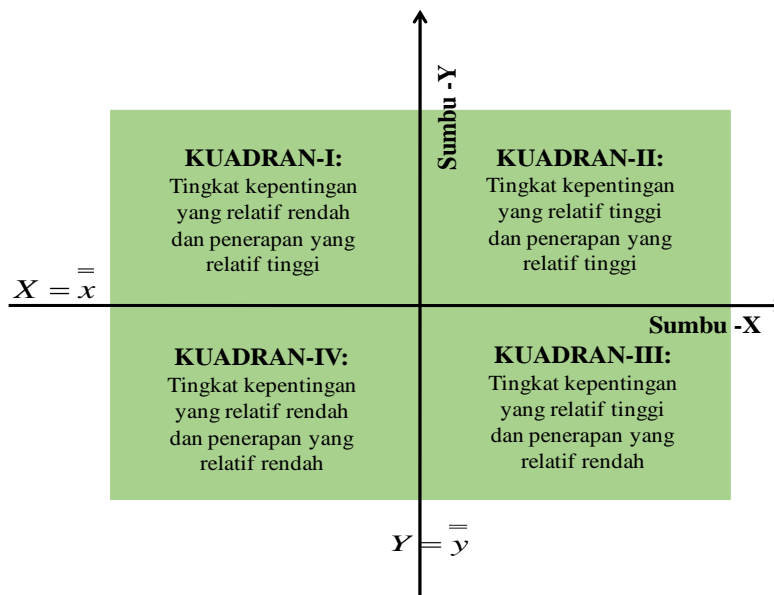 Sumbu -Y
KUADRAN-I:
Tingkat kepentingan
yang relatif rendah
dan penerapan yang
relatif tinggi
KUADRAN-II:
Tingkat kepentingan
yang relatif tinggi
dan penerapan yang
relatif tinggi
X = x̿
Sumbu -X
KUADRAN-IV:
Tingkat kepentingan
yang relatif rendah
dan penerapan yang
relatif rendah
KUADRAN-III:
Tingkat kepentingan
yang relatif tinggi
dan penerapan yang
relatif rendah
Y = y̿